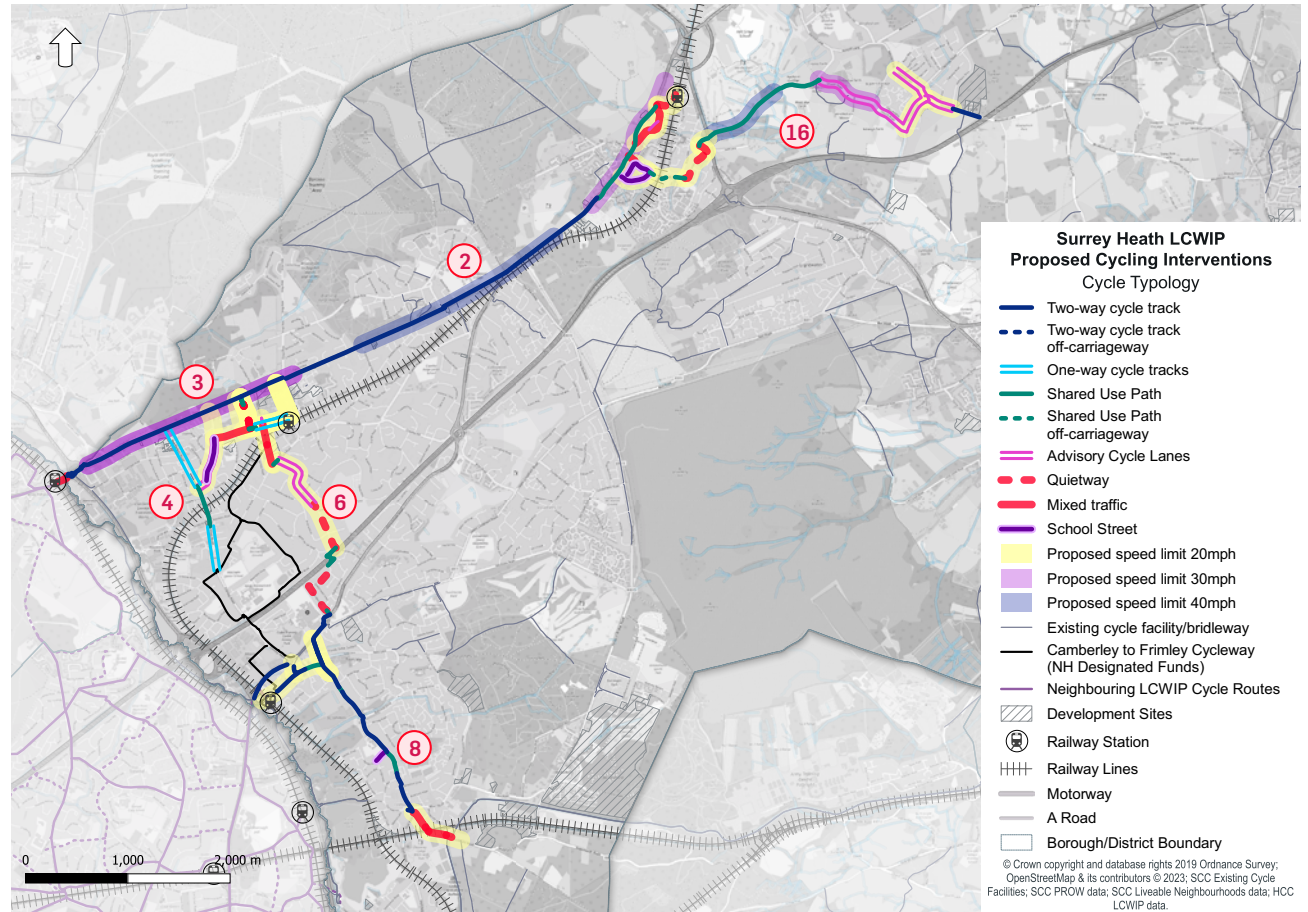 16
2
3
4
6
8
0 1,000 2,000 m
Surrey Heath LCWIP
Proposed Cycling Interventions
Cycle Typology
Two-way cycle track
Two-way cycle track
off-carriageway
One-way cycle tracks
Shared Use Path
Shared Use Path
off-carriageway
Advisory Cycle Lanes
Quietway
Mixed traffic
School Street
Proposed speed limit 20mph
Proposed speed limit 30mph
Proposed speed limit 40mph
Existing cycle facility/bridleway
Camberley to Frimley Cycleway
(NH Designated Funds)
Neighbouring LCWIP Cycle Routes
Development Sites
Railway Station
Railway Lines
Motorway
A Road
Borough/District Boundary
© Crown copyright and database rights 2019 Ordnance Survey;
OpenStreetMap & its contributors © 2023; SCC Existing Cycle
Facilities; SCC PROW data; SCC Liveable Neighbourhoods data; HCC
LCWIP data.